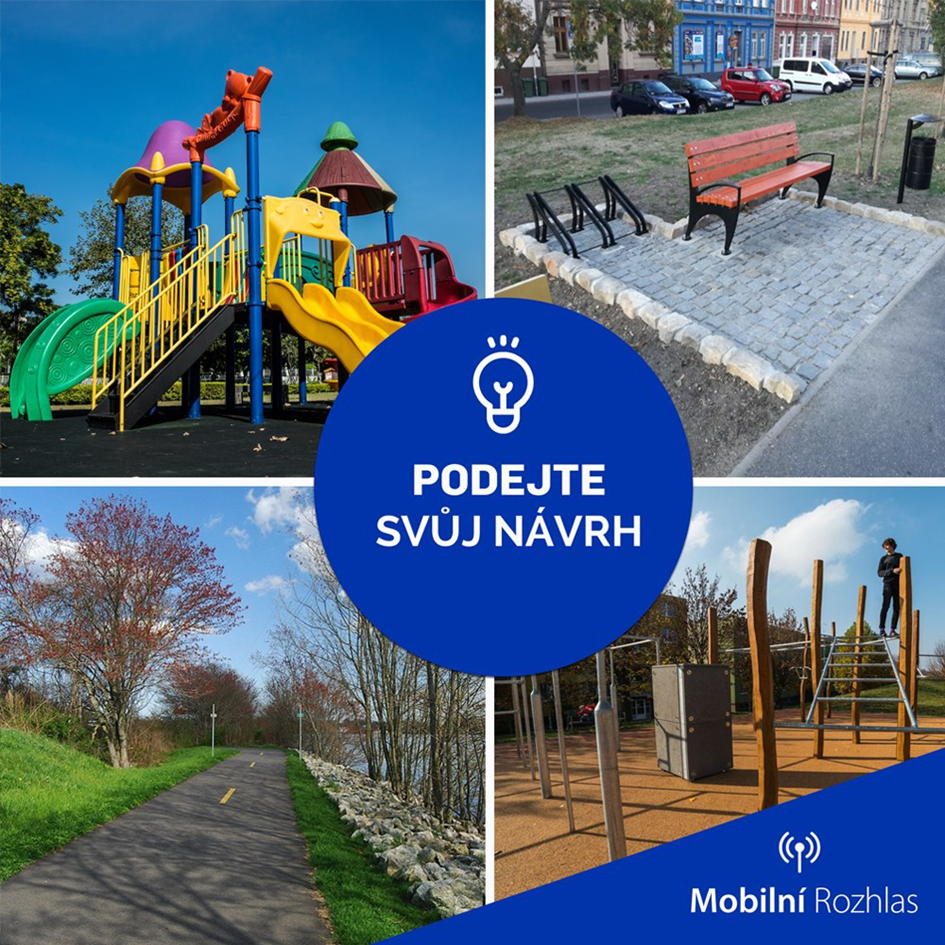 PODEJTE
SVŮJ NÁVRH
Mobilní Rozhlas